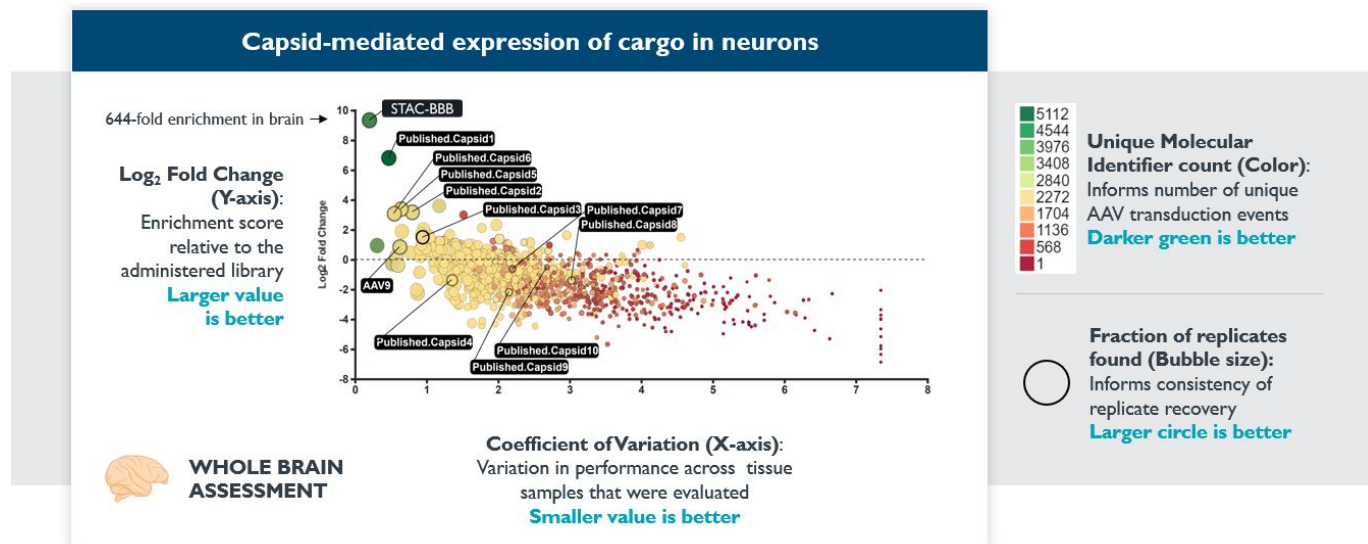 Capsid-mediated expression of cargo in neurons
644-fold enrichment in brain →
Log₂ Fold Change
(Y-axis):
Enrichment score
relative to the
administered library
Larger value
is better
Log2 Fold Change
10
8
6
4
2
0
-2
-4
-6
-8
0
1
2
3
4
5
6
7
8
STAC-BBB
Published.Capsid1
Published.Capsid6
Published.Capsid5
Published.Capsid2
Published.Capsid3
Published.Capsid7
Published.Capsid8
AAV9
Published.Capsid4
Published.Capsid10
Published.Capsid9
WHOLE BRAIN
ASSESSMENT
Coefficient of Variation (X-axis):
Variation in performance across tissue
samples that were evaluated
Smaller value is better
5112
4544
3976
3408
2840
2272
1704
1136
568
1
Unique Molecular
Identifier count (Color):
Informs number of unique
AAV transduction events
Darker green is better
Fraction of replicates
found (Bubble size):
Informs consistency of
replicate recovery
Larger circle is better